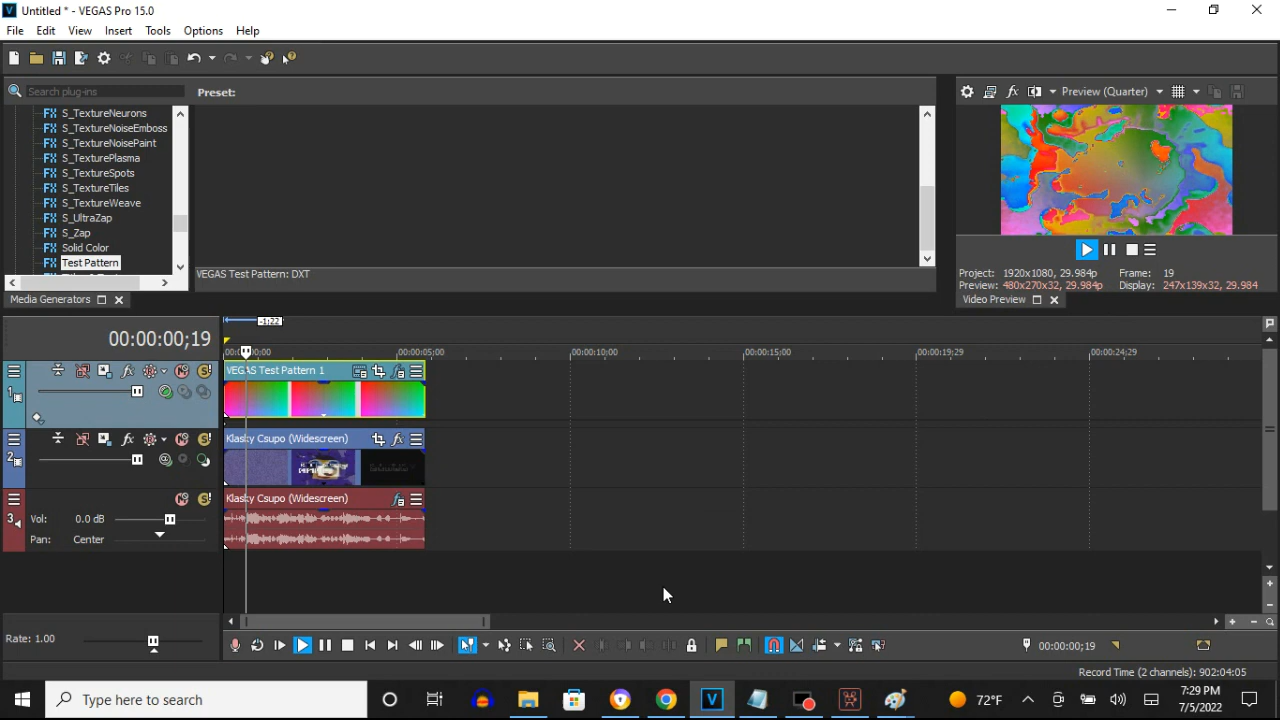 Untitled * - VEGAS Pro 15.0
File Edit View Insert Tools Options Help
Search plug-ins
Preset:
Preview (Quarter)
S_TextureNeurons
S_TextureNoiseEmboss
S_TextureNoisePaint
S_TexturePlasma
S_TextureSpots
S_TextureTiles
S_TextureWeave
S_UltraZap
S_Zap
Solid Color
Test Pattern
VEGAS Test Pattern: DXT
Project: 1920x1080, 29.984p Frame: 19
Preview: 480x270x32, 29.984p Display: 247x139x32, 29.984
Media Generators
Video Preview
-1:22
00:00:00;19
00:00:05;00 00:00:10;00 00:00:15;00 00:00:19;29 00:00:24;29
1 VEGAS Test Pattern 1
2 Klasky Csupo (Widescreen)
Klasky Csupo (Widescreen)
3 Vol: 0.0 dB
Pan: Center
Rate: 1.00
00:00:00;19
Record Time (2 channels): 902:04:05
Type here to search
72°F
7:29 PM
7/5/2022